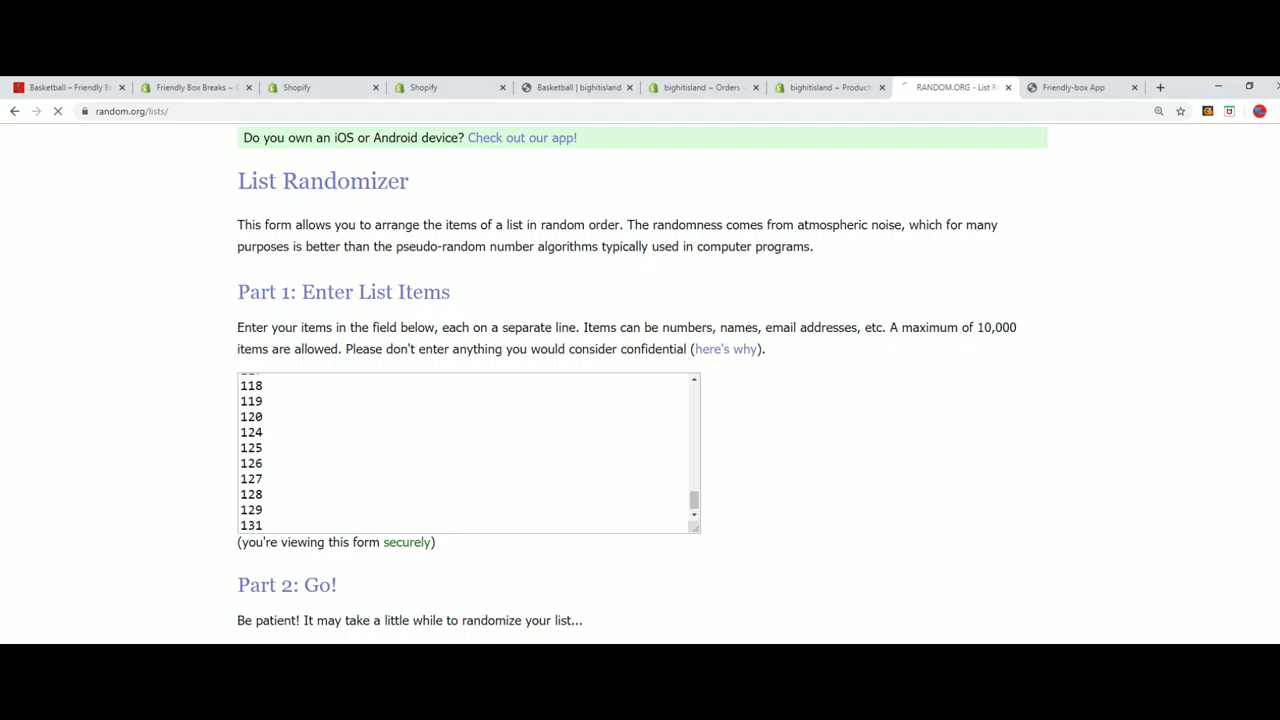 Basketball – Friendly B
Friendly Box Breaks ~
Shopify
Shopify
Basketball | bighitisland
bighitisland ~ Orders
bighitisland ~ Product
RANDOM.ORG - List R
Friendly-box App
random.org/lists/
Do you own an iOS or Android device? Check out our app!
List Randomizer
This form allows you to arrange the items of a list in random order. The randomness comes from atmospheric noise, which for many
purposes is better than the pseudo-random number algorithms typically used in computer programs.
Part 1: Enter List Items
Enter your items in the field below, each on a separate line. Items can be numbers, names, email addresses, etc. A maximum of 10,000
items are allowed. Please don't enter anything you would consider confidential (here's why).
118
119
120
124
125
126
127
128
129
131
(you're viewing this form securely)
Part 2: Go!
Be patient! It may take a little while to randomize your list...